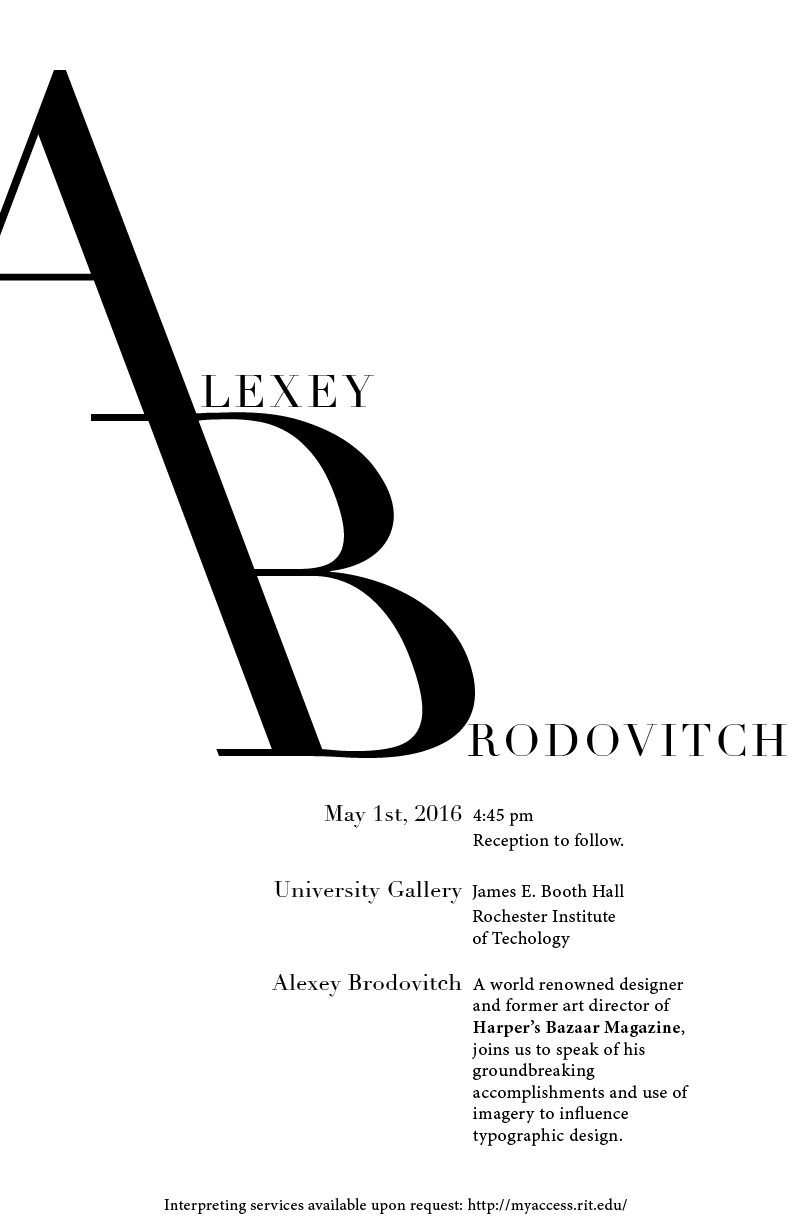 ALEXEY
BRODOVITCH
May 1st, 2016 4:45 pm
Reception to follow.
University Gallery James E. Booth Hall
Rochester Institute
of Techology
Alexey Brodovitch A world renowned designer
and former art director of
Harper’s Bazaar Magazine,
joins us to speak of his
groundbreaking
accomplishments and use of
imagery to influence
typographic design.
Interpreting services available upon request: http://myaccess.rit.edu/